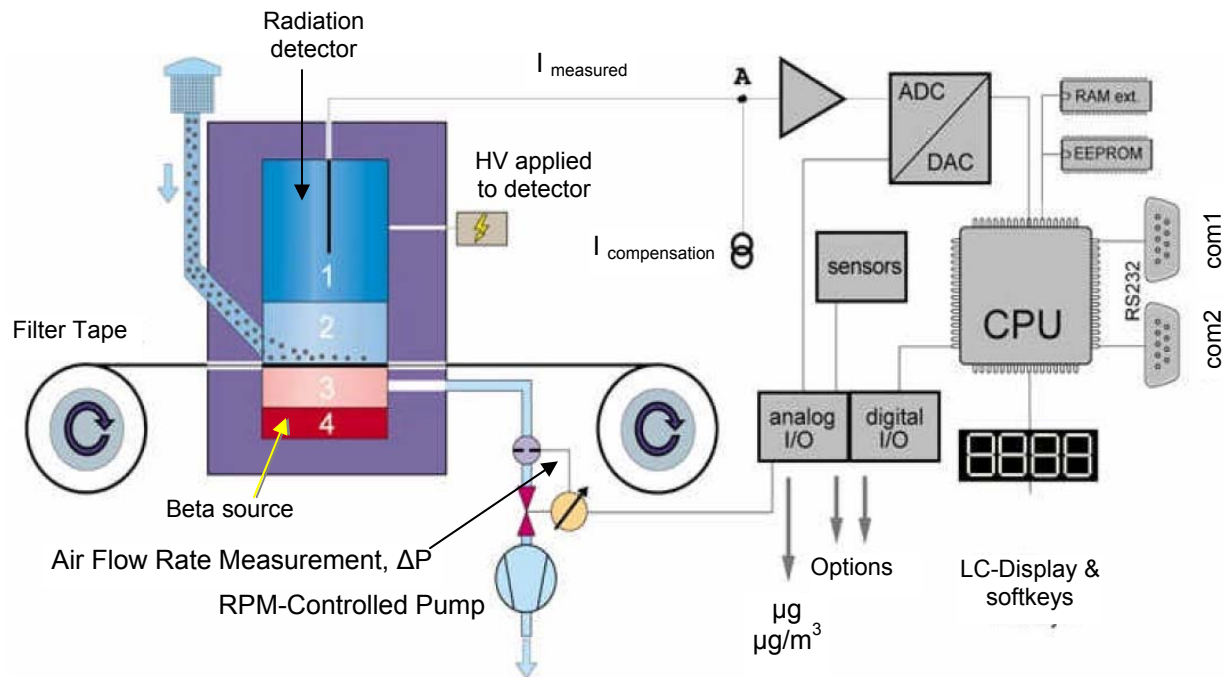 Radiation
detector
I measured
A
ADC
DAC
RAM ext.
EEPROM
HV applied
to detector
I compensation
sensors
com1
RS232
CPU
com2
1
2
Filter Tape
3
4
analog
I/O
digital
I/O
8888
Beta source
Air Flow Rate Measurement, ΔP
RPM-Controlled Pump
Options
LC-Display &
softkeys
µg
µg/m³